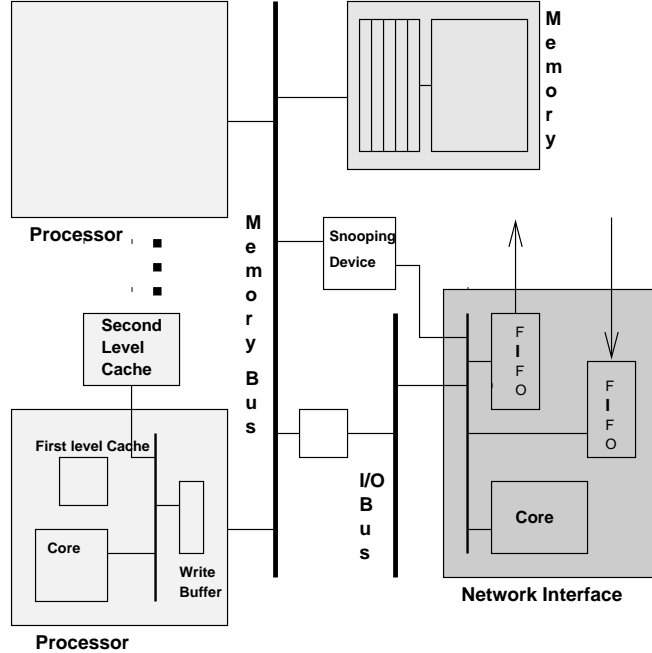 Memory
Processor
Memory Bus
Snooping
Device
Second
Level
Cache
FIFO
FIFO
First level Cache
I/O
Bus
Core
Core
Write
Buffer
Network Interface
Processor